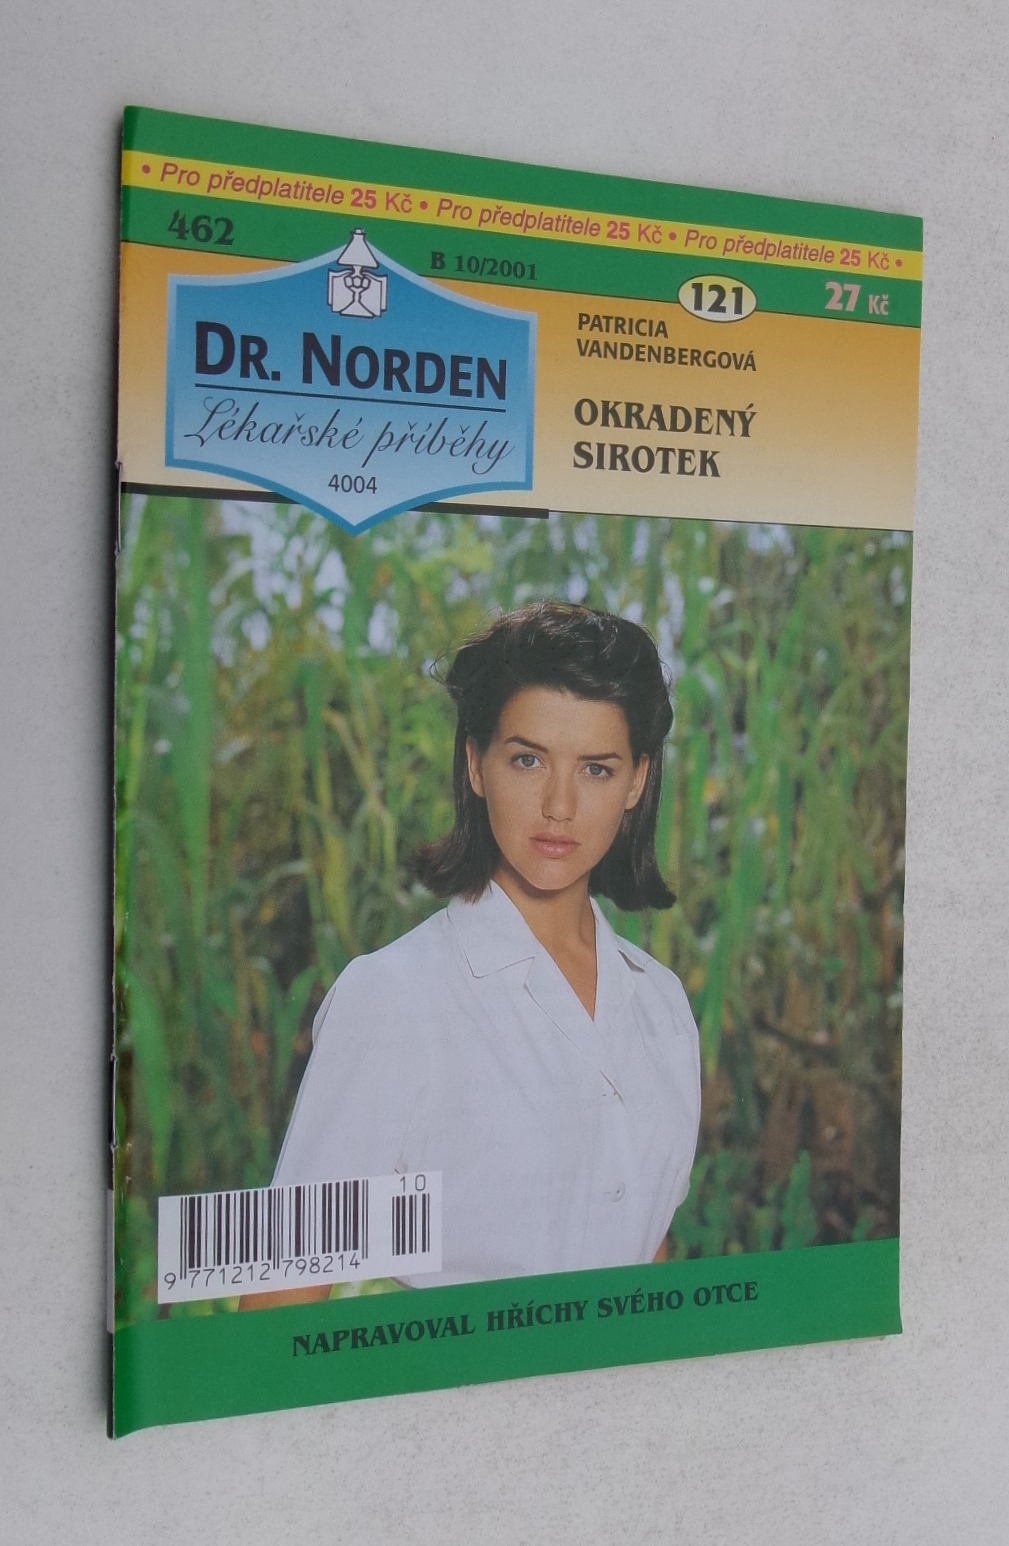 • Pro předplatitele 25 Kč • Pro předplatitele 25 Kč • Pro předplatitele 25 Kč •
462
B 10/2001
121
27 Kč
DR. NORDEN
Lékařské příběhy
4004
PATRICIA
VANDENBERGOVÁ
OKRADENÝ
SIROTEK
10
9 771212 798214
NAPRAVOVAL HŘÍCHY SVÉHO OTCE